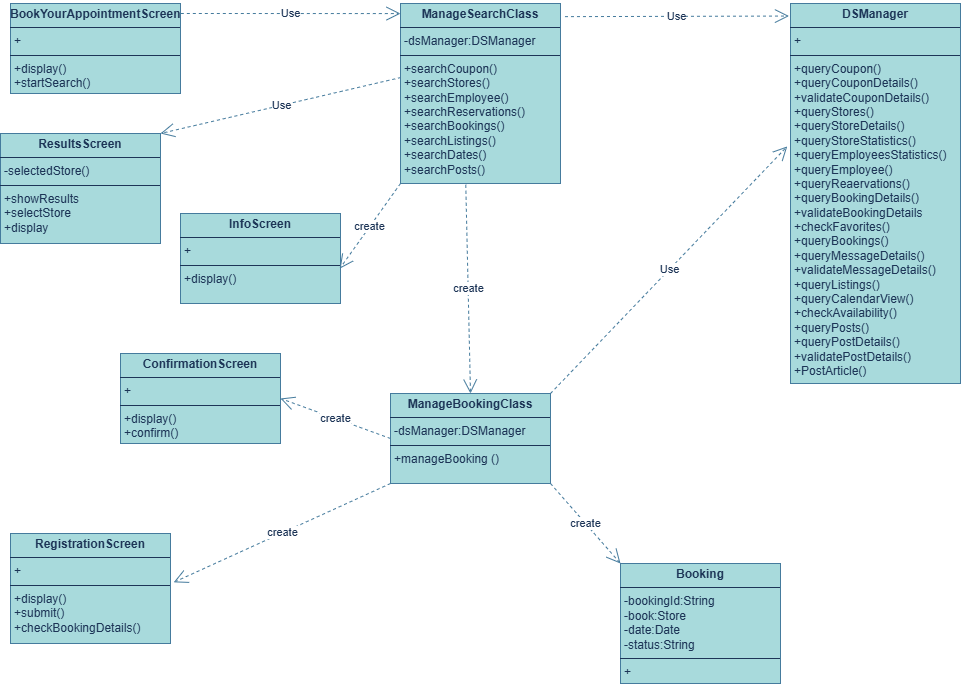 BookYourAppointmentScreen
+
+display()
+startSearch()
Use
ManageSearchClass
-dsManager:DSManager
+searchCoupon()
+searchStores()
+searchEmployee()
+searchReservations()
+searchBookings()
+searchListings()
+searchDates()
+searchPosts()
Use
DSManager
+
+queryCoupon()
+queryCouponDetails()
+validateCouponDetails()
+queryStores()
+queryStoreDetails()
+queryStoreStatistics()
+queryEmployeesStatistics()
+queryEmployee()
+queryReaervations()
+queryBookingDetails()
+validateBookingDetails
+checkFavorites()
+queryBookings()
+queryMessageDetails()
+validateMessageDetails()
+queryListings()
+queryCalendarView()
+checkAvailability()
+queryPosts()
+queryPostDetails()
+validatePostDetails()
+PostArticle()
Use
ResultsScreen
-selectedStore()
+showResults
+selectStore
+display
InfoScreen
+
+display()
create
create
Use
ConfirmationScreen
+
+display()
+confirm()
create
ManageBookingClass
-dsManager:DSManager
+manageBooking ()
create
create
RegistrationScreen
+
+display()
+submit()
+checkBookingDetails()
Booking
-bookingId:String
-book:Store
-date:Date
-status:String
+